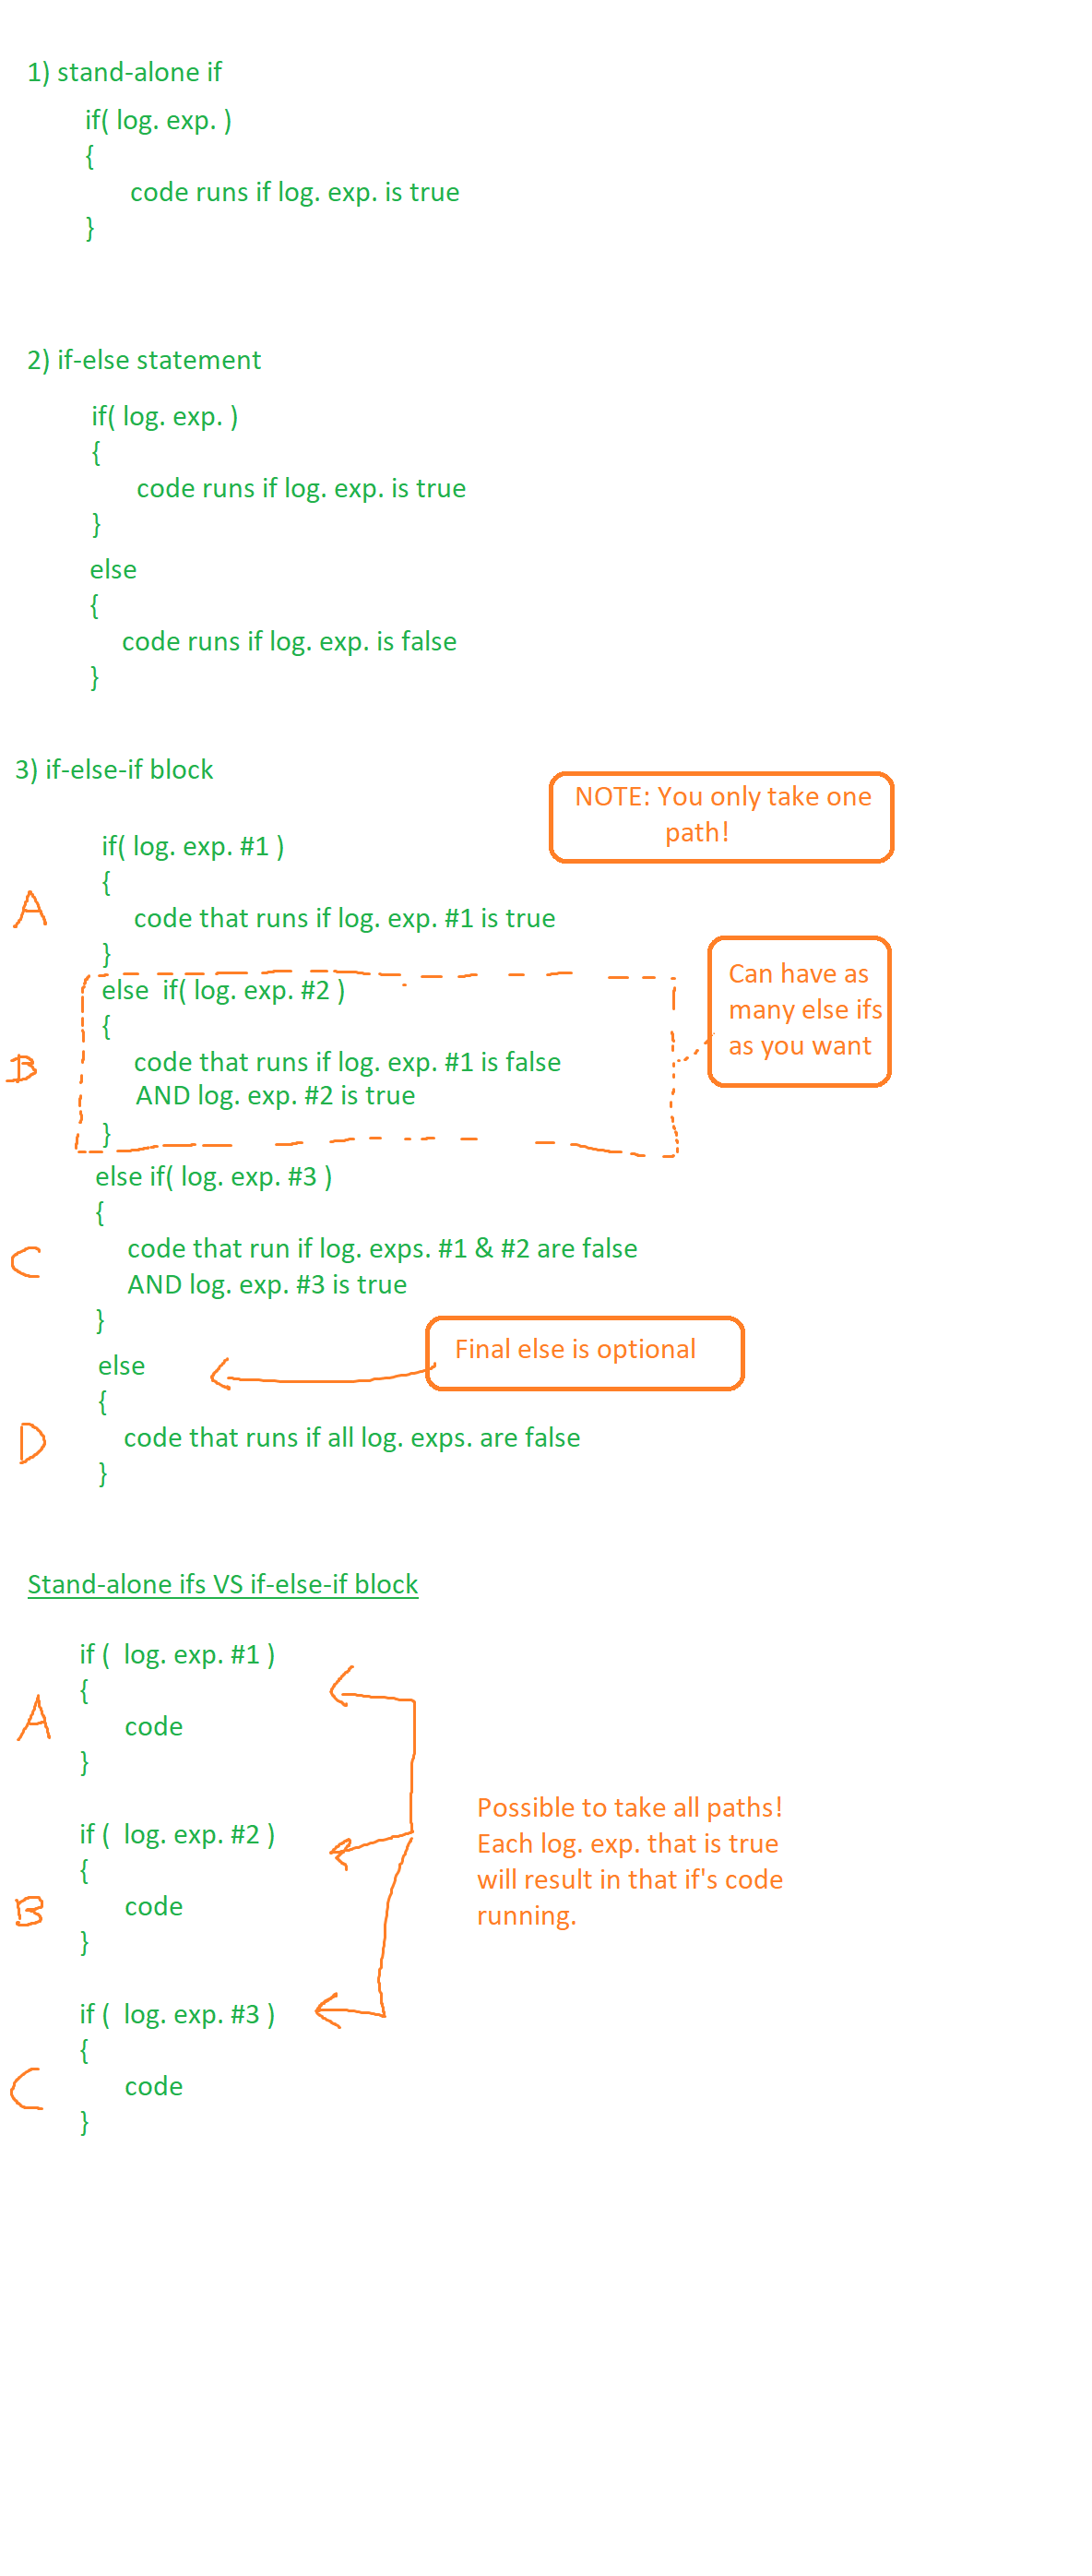 1) stand-alone if
if( log. exp. )
{
code runs if log. exp. is true
}
2) if-else statement
if( log. exp. )
{
code runs if log. exp. is true
}
else
{
code runs if log. exp. is false
}
3) if-else-if block
NOTE: You only take one
path!
if( log. exp. #1 )
{
A
code that runs if log. exp. #1 is true
}
else  if( log. exp. #2 )
{
B
code that runs if log. exp. #1 is false
AND log. exp. #2 is true
}
Can have as
many else ifs
as you want
else if( log. exp. #3 )
{
C
code that run if log. exps. #1 & #2 are false
AND log. exp. #3 is true
}
else
Final else is optional
{
D
code that runs if all log. exps. are false
}
Stand-alone ifs VS if-else-if block
if (  log. exp. #1 )
{
A
code
}
if (  log. exp. #2 )
{
B
code
}
Possible to take all paths!
Each log. exp. that is true
will result in that if's code
running.
if (  log. exp. #3 )
{
C
code
}